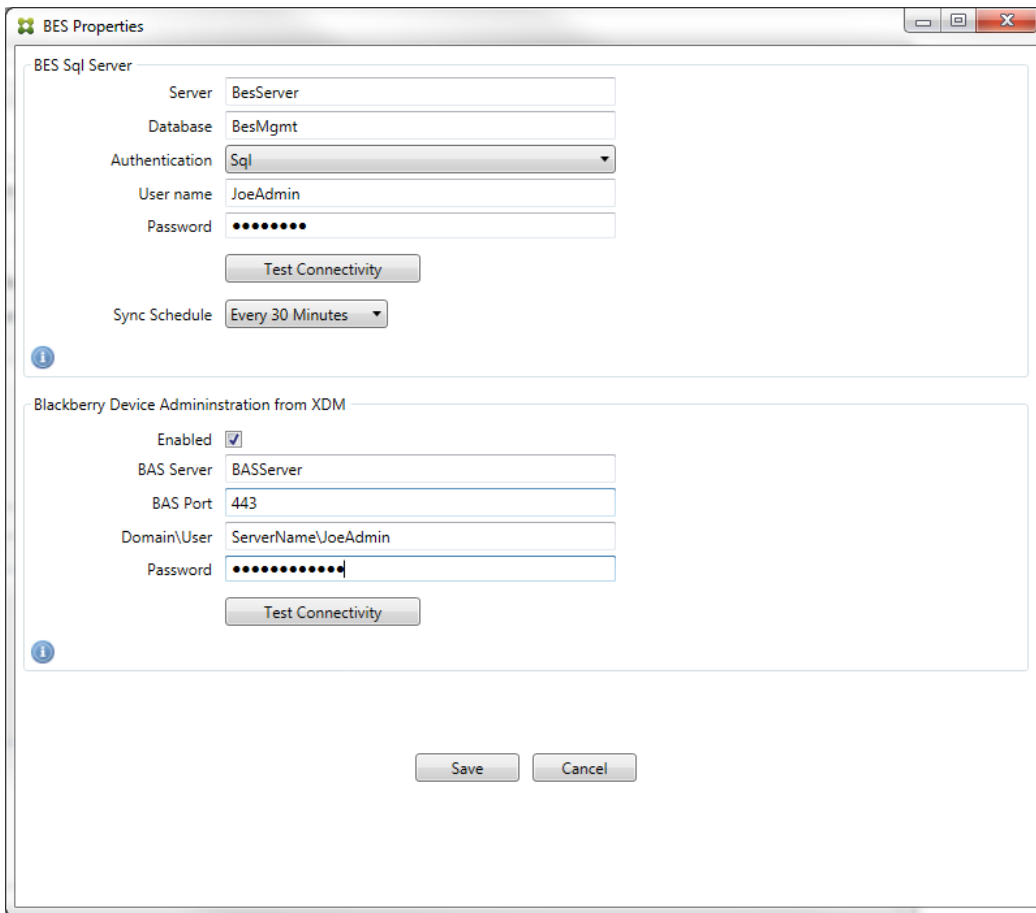 BES Properties
BES Sql Server
Server BesServer
Database BesMgmt
Authentication Sql
User name JoeAdmin
Password ●●●●●●●●
Test Connectivity
Sync Schedule Every 30 Minutes
Blackberry Device Admininstration from XDM
Enabled
BAS Server BASServer
BAS Port 443
Domain\User ServerName\JoeAdmin
Password ●●●●●●●●●●●●
Test Connectivity
Save Cancel